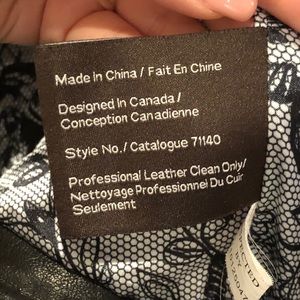 Made In China / Fait En Chine
Designed In Canada /
Conception Canadienne
Style No./ Catalogue 71140
Professional Leather Clean Only/
Nettoyage Professionnel Du Cuir
Seulement